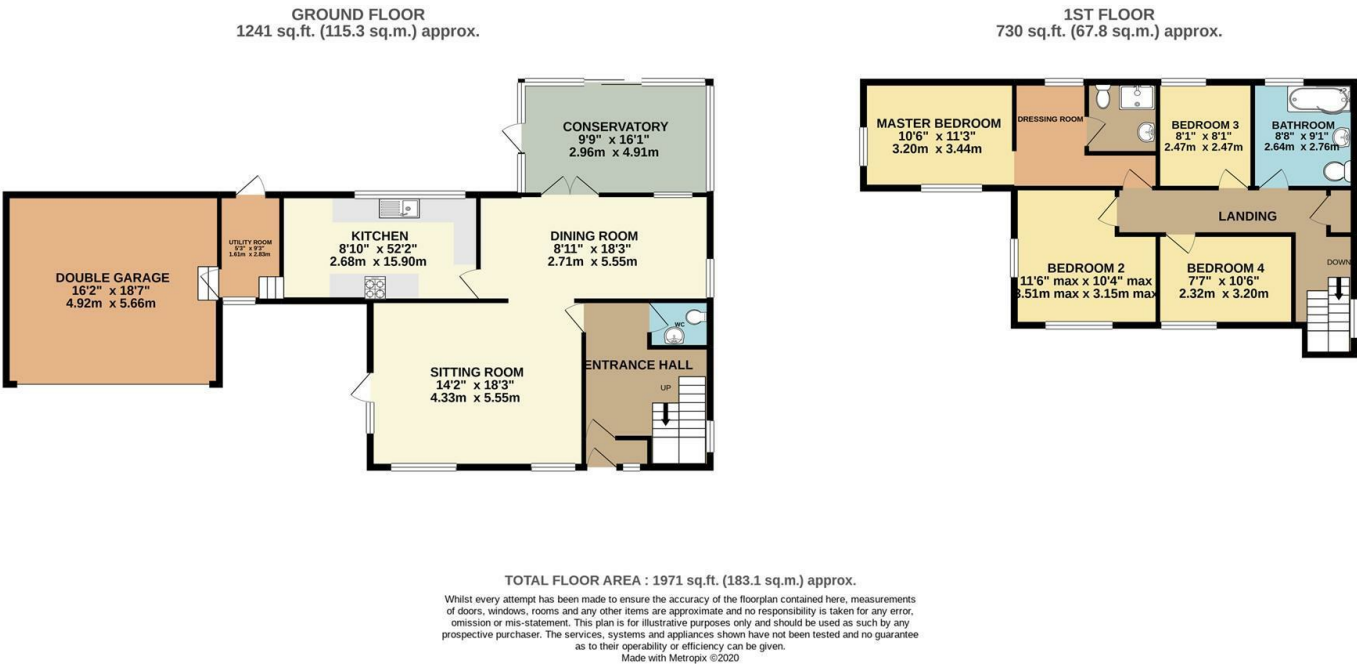 GROUND FLOOR
1241 sq.ft. (115.3 sq.m.) approx.
1ST FLOOR
730 sq.ft. (67.8 sq.m.) approx.
CONSERVATORY
9'9" x 16'1"
2.96m x 4.91m
DOUBLE GARAGE
16'2" x 18'7"
4.92m x 5.66m
UTILITY ROOM
5'3" x 9'3"
1.61m x 2.83m
KITCHEN
8'10" x 52'2"
2.68m x 15.90m
DINING ROOM
8'11" x 18'3"
2.71m x 5.55m
SITTING ROOM
14'2" x 18'3"
4.33m x 5.55m
WC
ENTRANCE HALL
UP
MASTER BEDROOM
10'6" x 11'3"
3.20m x 3.44m
DRESSING ROOM
BEDROOM 3
8'1" x 8'1"
2.47m x 2.47m
BATHROOM
8'8" x 9'1"
2.64m x 2.76m
LANDING
BEDROOM 2
11'6" max x 10'4" max
3.51m max x 3.15m max
BEDROOM 4
7'7" x 10'6"
2.32m x 3.20m
DOWN
TOTAL FLOOR AREA : 1971 sq.ft. (183.1 sq.m.) approx.
Whilst every attempt has been made to ensure the accuracy of the floorplan contained here, measurements
of doors, windows, rooms and any other items are approximate and no responsibility is taken for any error,
omission or mis-statement. This plan is for illustrative purposes only and should be used as such by any
prospective purchaser. The services, systems and appliances shown have not been tested and no guarantee
as to their operability or efficiency can be given.
Made with Metropix ©2020